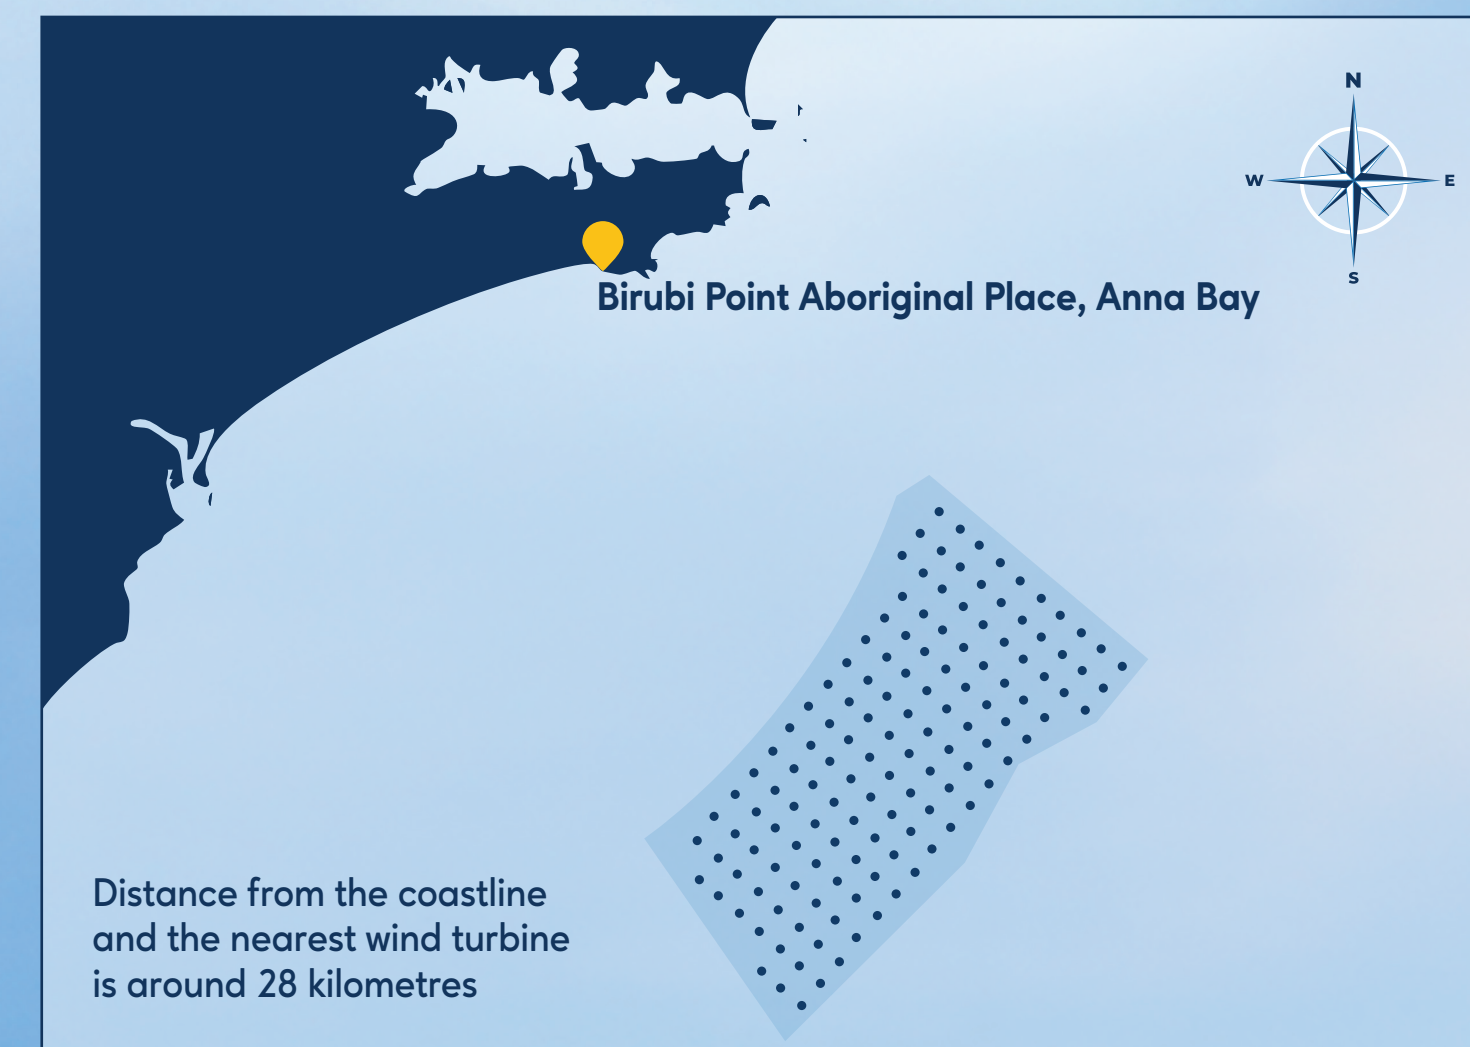 N
W E
S
Birubi Point Aboriginal Place, Anna Bay
Distance from the coastline
and the nearest wind turbine
is around 28 kilometres